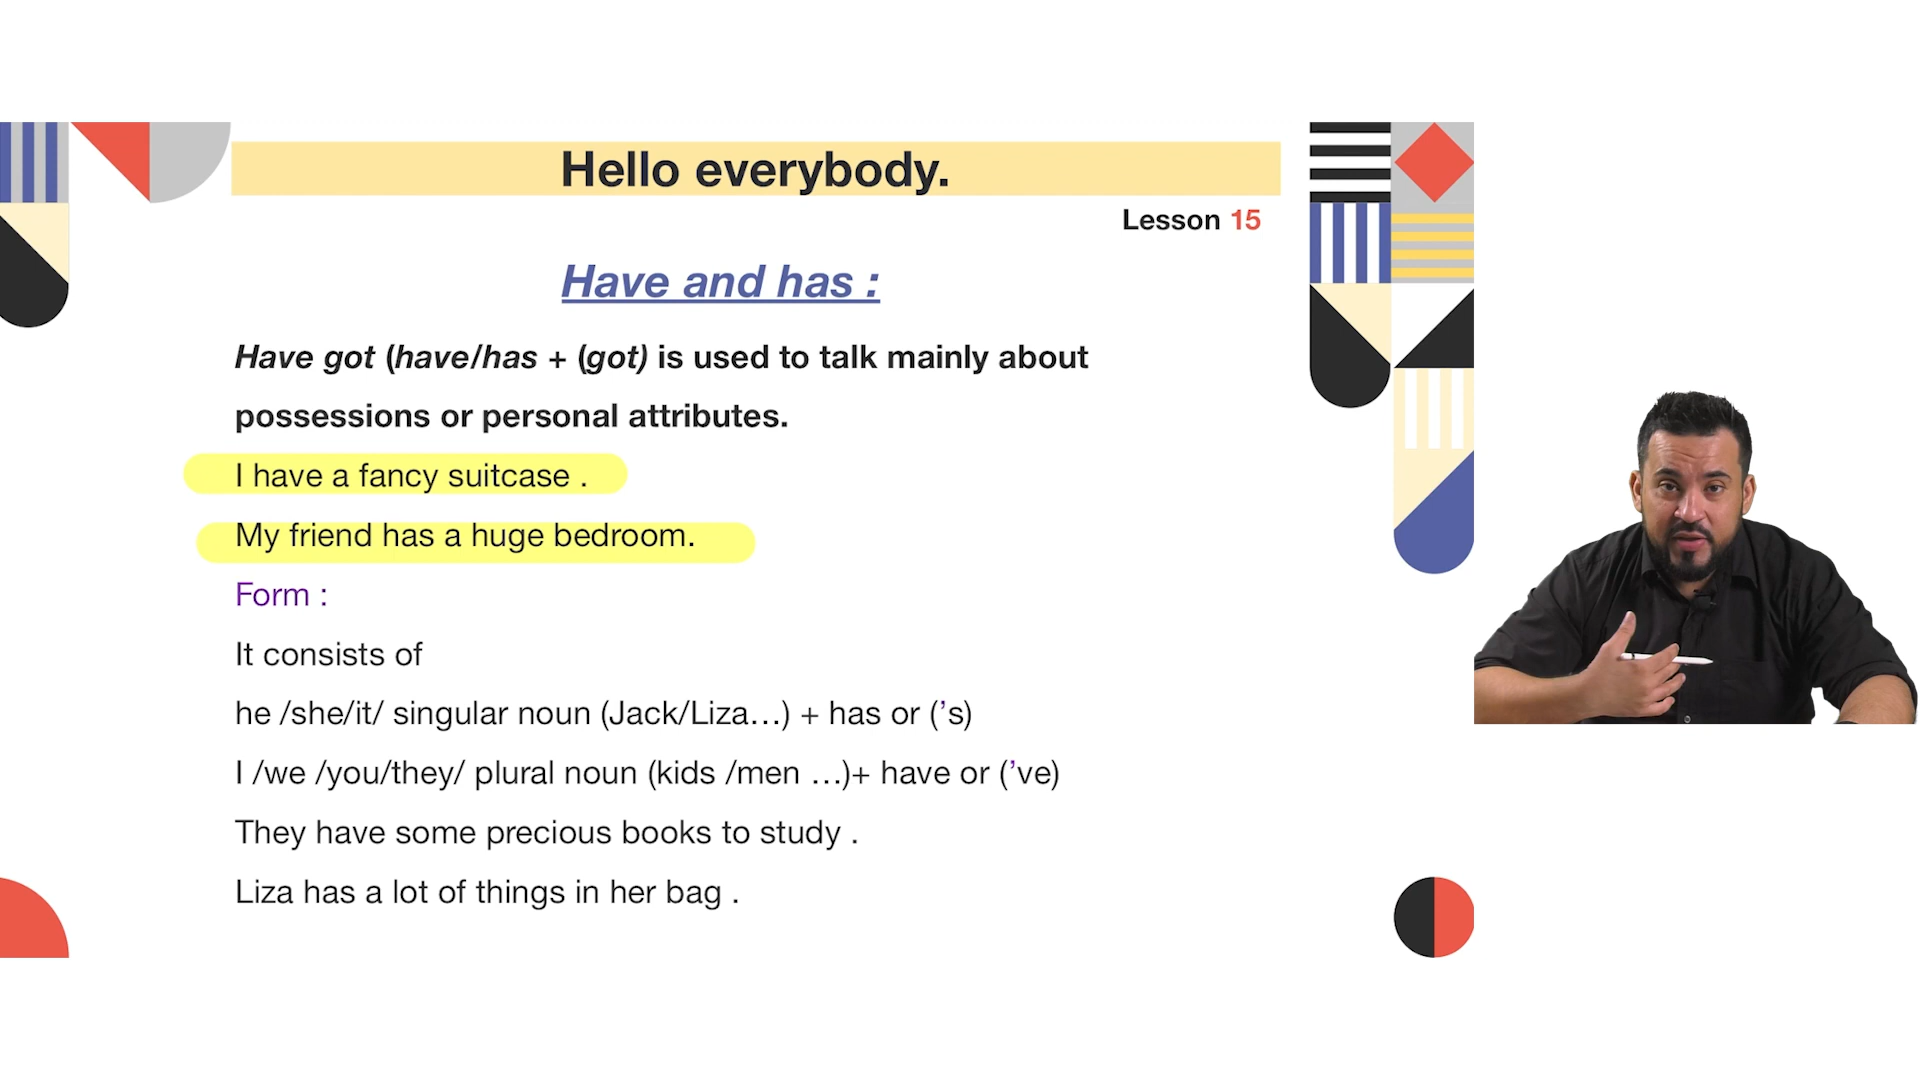 Hello everybody.
Lesson 15
Have and has :
Have got (have/has + (got) is used to talk mainly about
possessions or personal attributes.
I have a fancy suitcase .
My friend has a huge bedroom.
Form :
It consists of
he /she/it/ singular noun (Jack/Liza…) + has or (’s)
I /we /you/they/ plural noun (kids /men …)+ have or (’ve)
They have some precious books to study .
Liza has a lot of things in her bag .